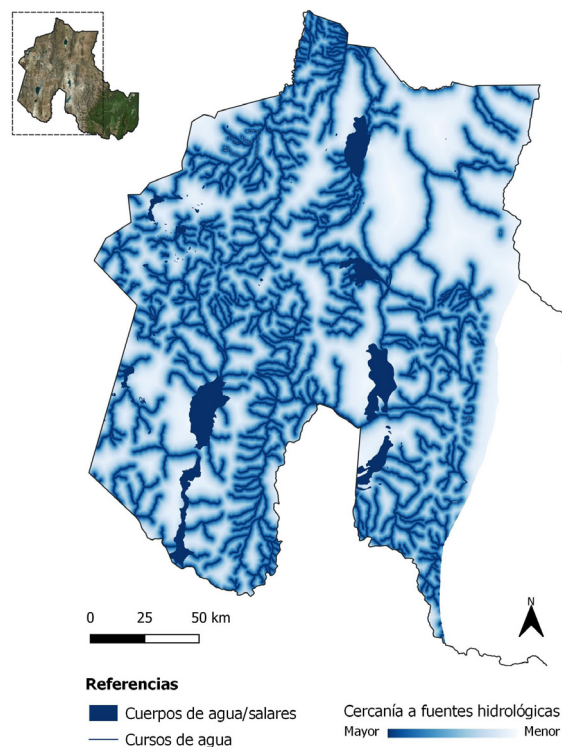 N
0 25 50 km
Referencias
Cuerpos de agua/salares
Cursos de agua
Cercanía a fuentes hidrológicas
Mayor Menor